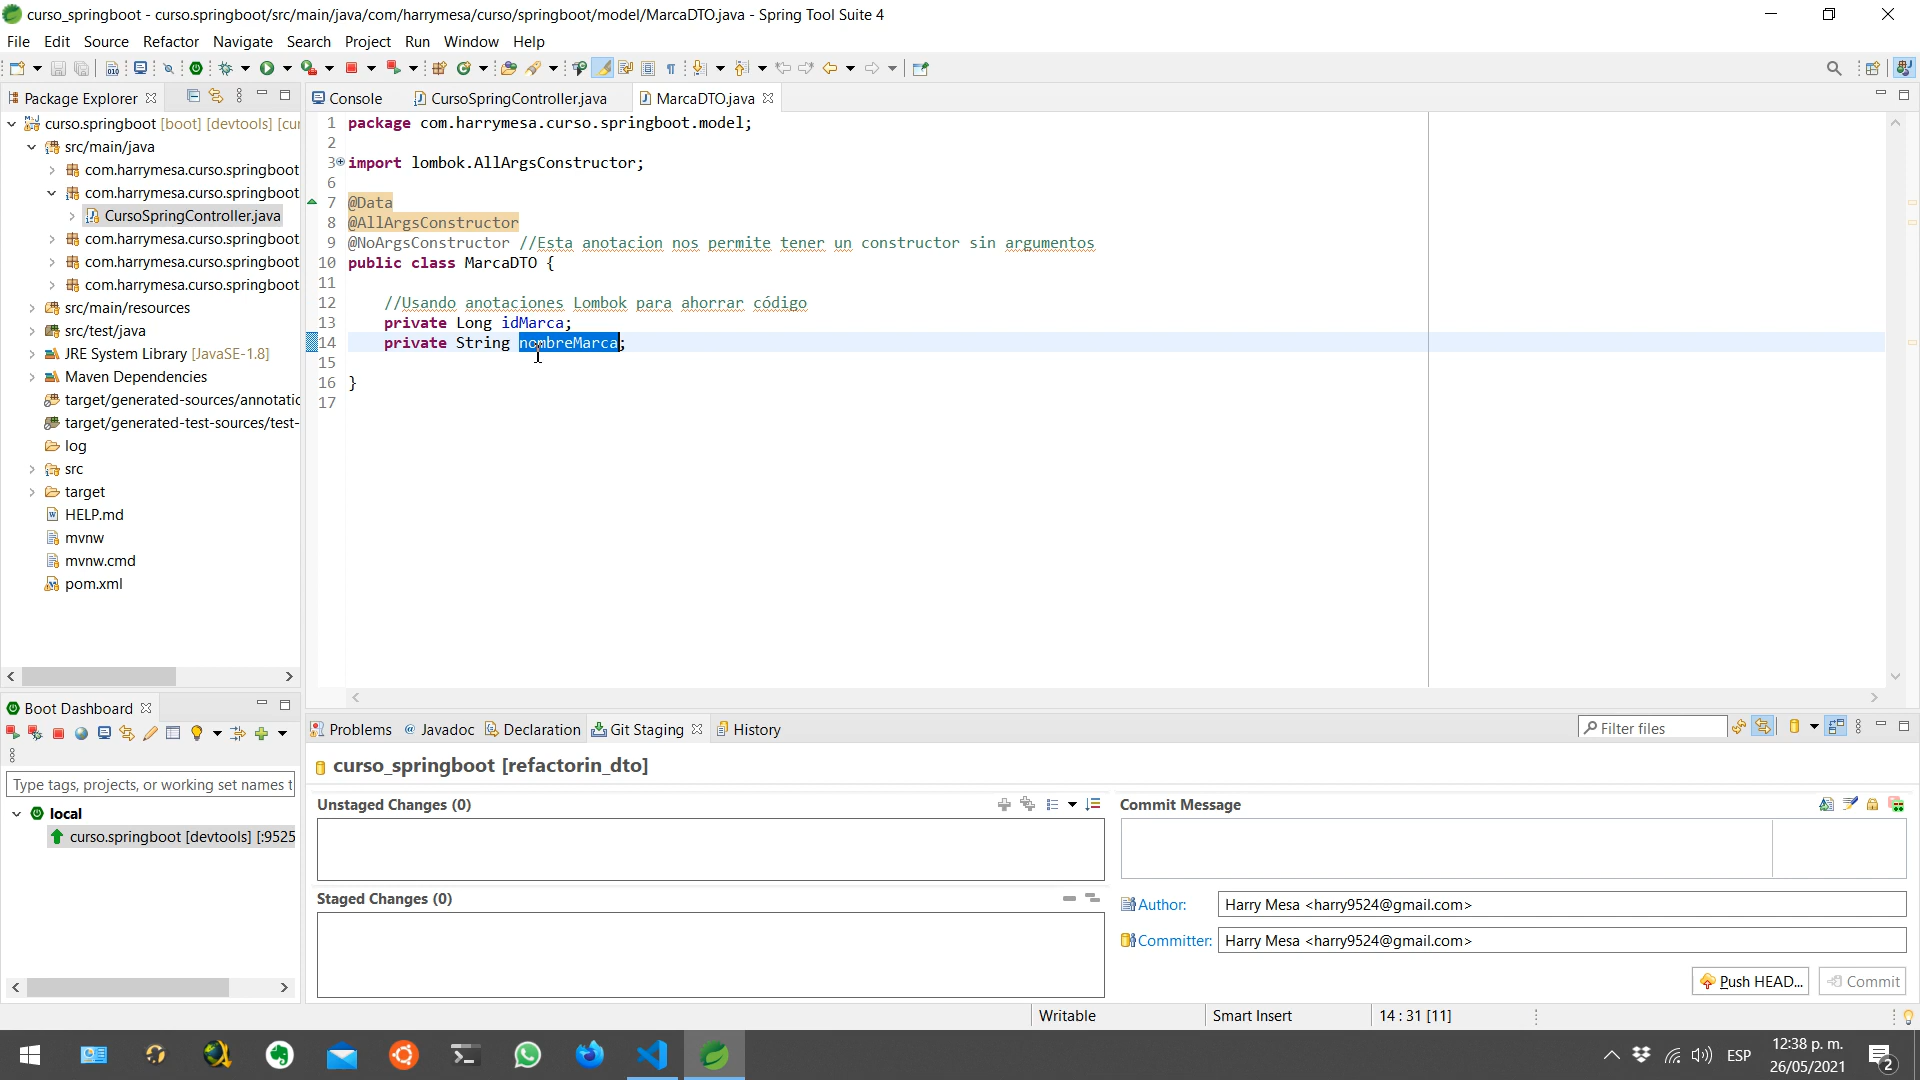 curso_springboot - curso.springboot/src/main/java/com/harrymesa/curso/springboot/model/MarcaDTO.java - Spring Tool Suite 4
File Edit Source Refactor Navigate Search Project Run Window Help
Package Explorer
curso.springboot [boot] [devtools] [cur
src/main/java
com.harrymesa.curso.springboot
com.harrymesa.curso.springboot
CursoSpringController.java
com.harrymesa.curso.springboot
com.harrymesa.curso.springboot
com.harrymesa.curso.springboot
src/main/resources
src/test/java
JRE System Library [JavaSE-1.8]
Maven Dependencies
target/generated-sources/annotatic
target/generated-test-sources/test-
log
src
target
HELP.md
mvnw
mvnw.cmd
pom.xml
Console CursoSpringController.java MarcaDTO.java
1 package com.harrymesa.curso.springboot.model;
2
3 import lombok.AllArgsConstructor;
6
7 @Data
8 @AllArgsConstructor
9 @NoArgsConstructor //Esta anotacion nos permite tener un constructor sin argumentos
10 public class MarcaDTO {
11
12 //Usando anotaciones Lombok para ahorrar código
13 private Long idMarca;
14 private String nombreMarca;
15
16 }
17
Boot Dashboard
Type tags, projects, or working set names t
local
curso.springboot [devtools] [:9525
Problems Javadoc Declaration Git Staging History
Filter files
curso_springboot [refactorin_dto]
Unstaged Changes (0)
Staged Changes (0)
Commit Message
Author: Harry Mesa <harry9524@gmail.com>
Committer: Harry Mesa <harry9524@gmail.com>
Push HEAD... Commit
Writable Smart Insert 14 : 31 [11]
ESP
12:38 p. m.
26/05/2021
2